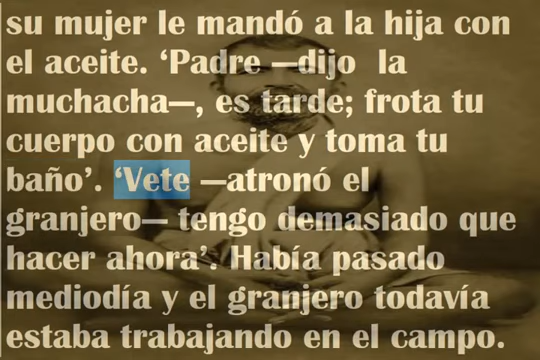 su mujer le mandó a la hija con
el aceite. ‘Padre —dijo la
muchacha—, es tarde; frota tu
cuerpo con aceite y toma tu
baño’. ‘Vete —atronó el
granjero— tengo demasiado que
hacer ahora’. Había pasado
mediodía y el granjero todavía
estaba trabajando en el campo.